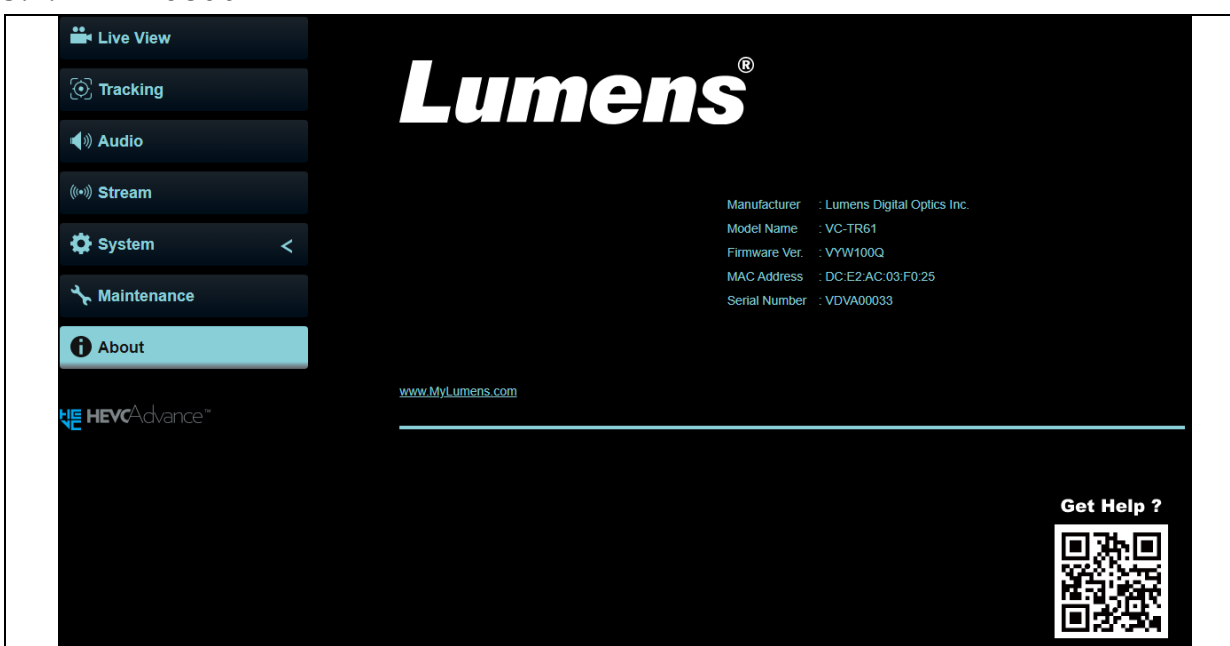 Live View
Tracking
Audio
Stream
System <
Maintenance
About
HEVCAdvance™
Lumens®
Manufacturer : Lumens Digital Optics Inc.
Model Name : VC-TR61
Firmware Ver. : VYW100Q
MAC Address : DC:E2:AC:03:F0:25
Serial Number : VDVA00033
www.MyLumens.com
Get Help ?